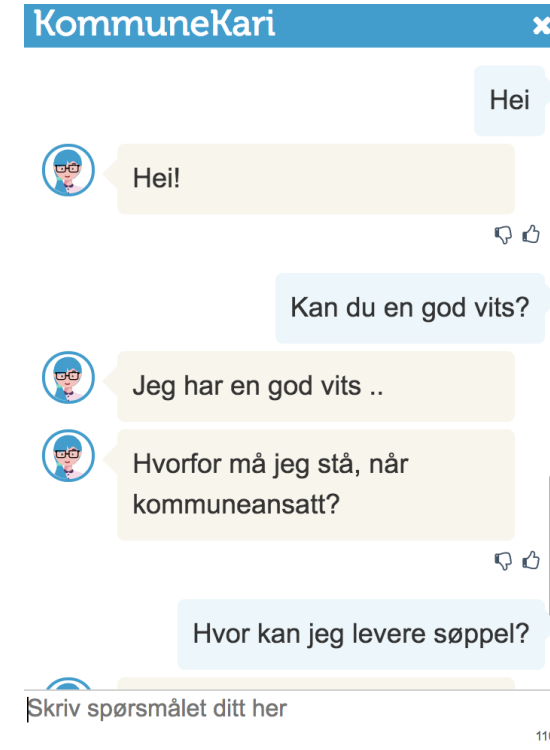 KommuneKari
Hei
Hei!
Kan du en god vits?
Jeg har en god vits ..
Hvorfor må jeg stå, når
kommuneansatt?
Hvor kan jeg levere søppel?
Skriv spørsmålet ditt her